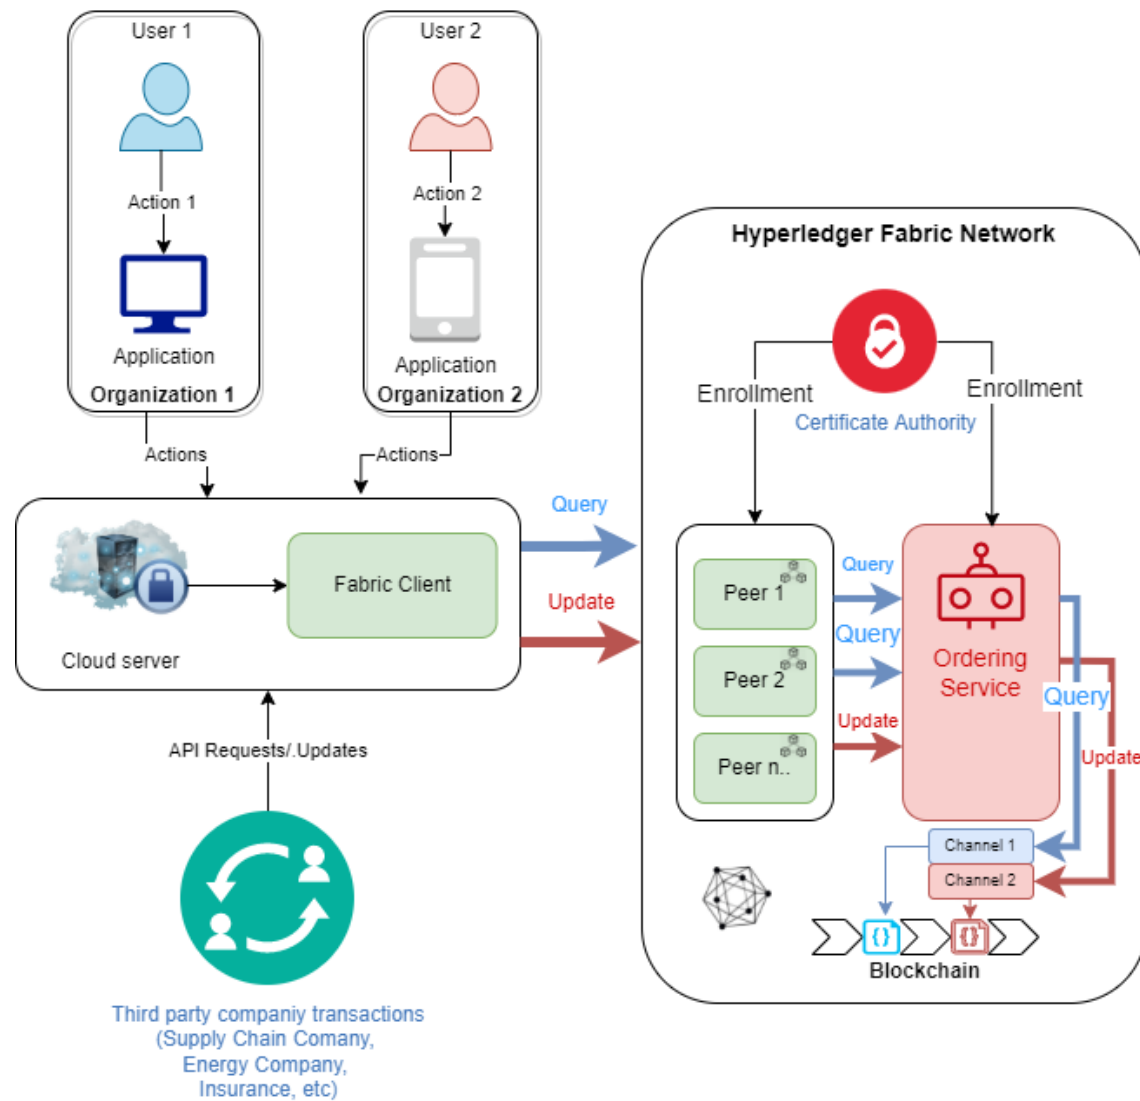 User 1
User 2
Action 1
Action 2
Application
Application
Organization 1
Organization 2
Actions
Actions
Hyperledger Fabric Network
Enrollment
Enrollment
Certificate Authority
Query
Update
Fabric Client
Cloud server
Peer 1
Peer 2
Peer n..
Query
Query
Update
Ordering
Service
Query
Update
Channel 1
Channel 2
{}
{}
Blockchain
API Requests/.Updates
Third party companiy transactions
(Supply Chain Comany,
Energy Company,
Insurance, etc)